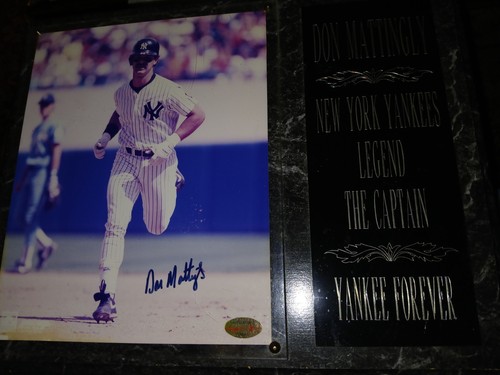 DON MATTINGLY
NEW YORK YANKEES
LEGEND
THE CAPTAIN
YANKEE FOREVER
NY
Don Mattingly